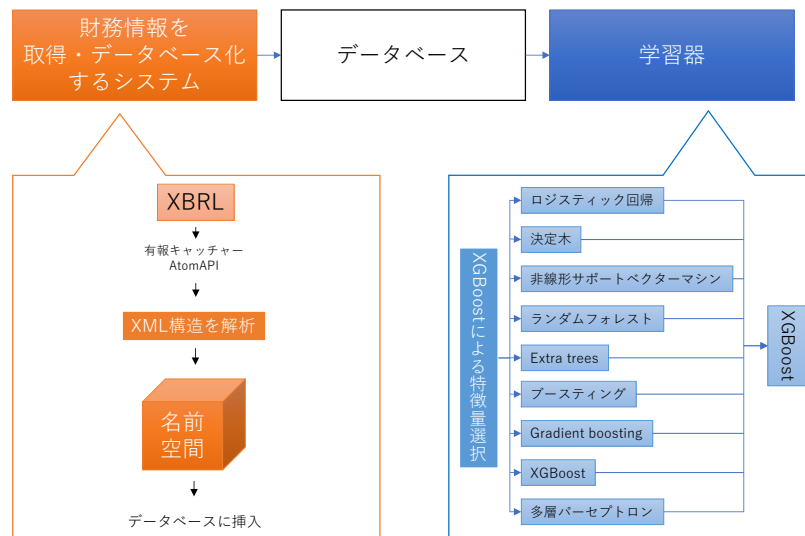 財務情報を
取得・データベース化
するシステム
データベース
学習器
XBRL
有報キャッチャー
AtomAPI
XML構造を解析
名前
空間
データベースに挿入
XGBoostによる特徴量選択
ロジスティック回帰
決定木
非線形サポートベクターマシン
ランダムフォレスト
Extra trees
ブースティング
Gradient boosting
XGBoost
多層パーセプトロン
XGBoost